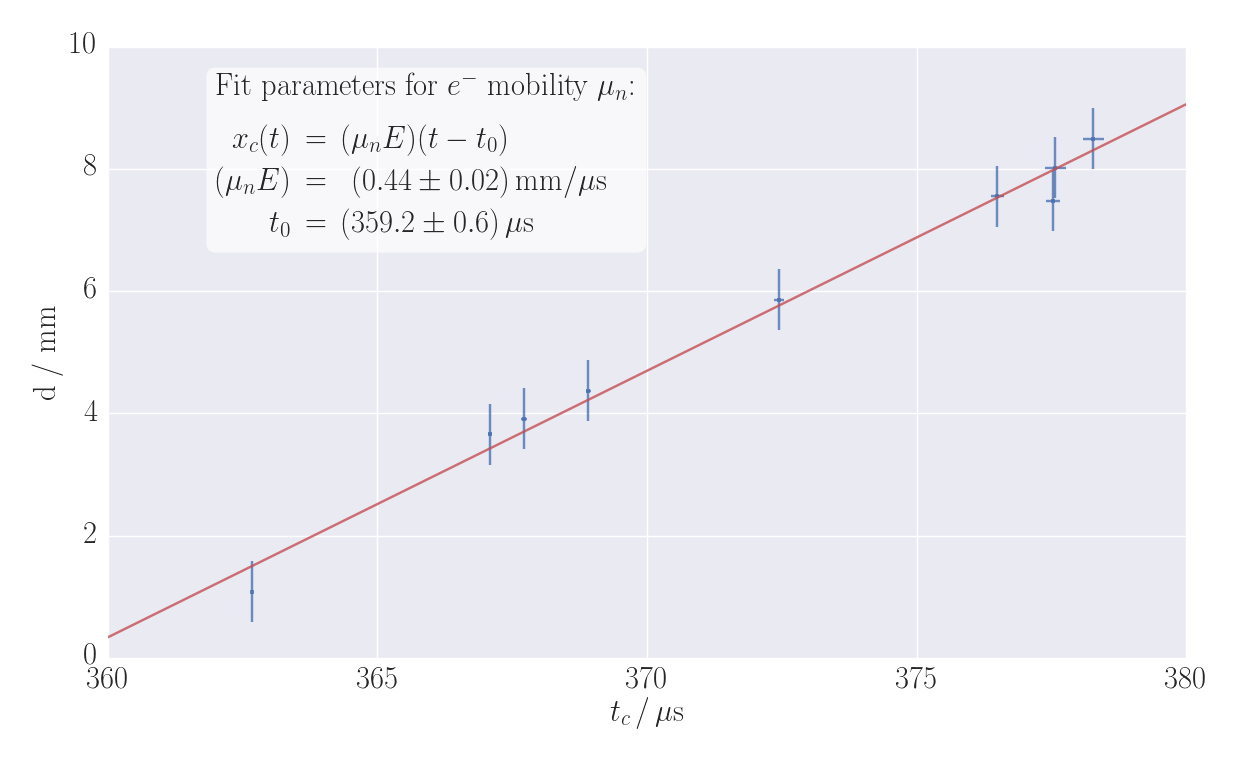 Fit parameters for e⁻ mobility μₙ:
x_c(t) = (μₙE)(t − t₀)
(μₙE) = (0.44 ± 0.02) mm/μs
t₀ = (359.2 ± 0.6) μs
10
8
6
4
2
0
d / mm
360 365 370 375 380
t_c / μs